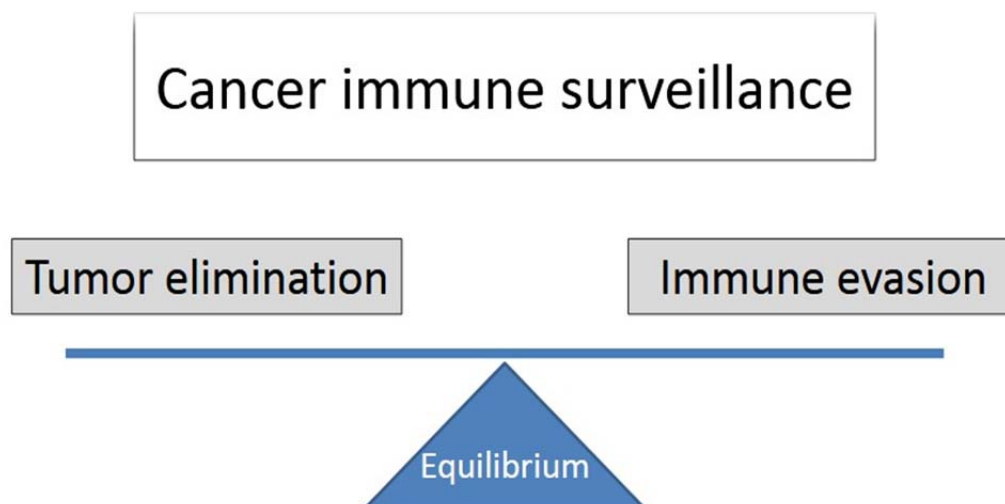 Cancer immune surveillance
Tumor elimination
Immune evasion
Equilibrium